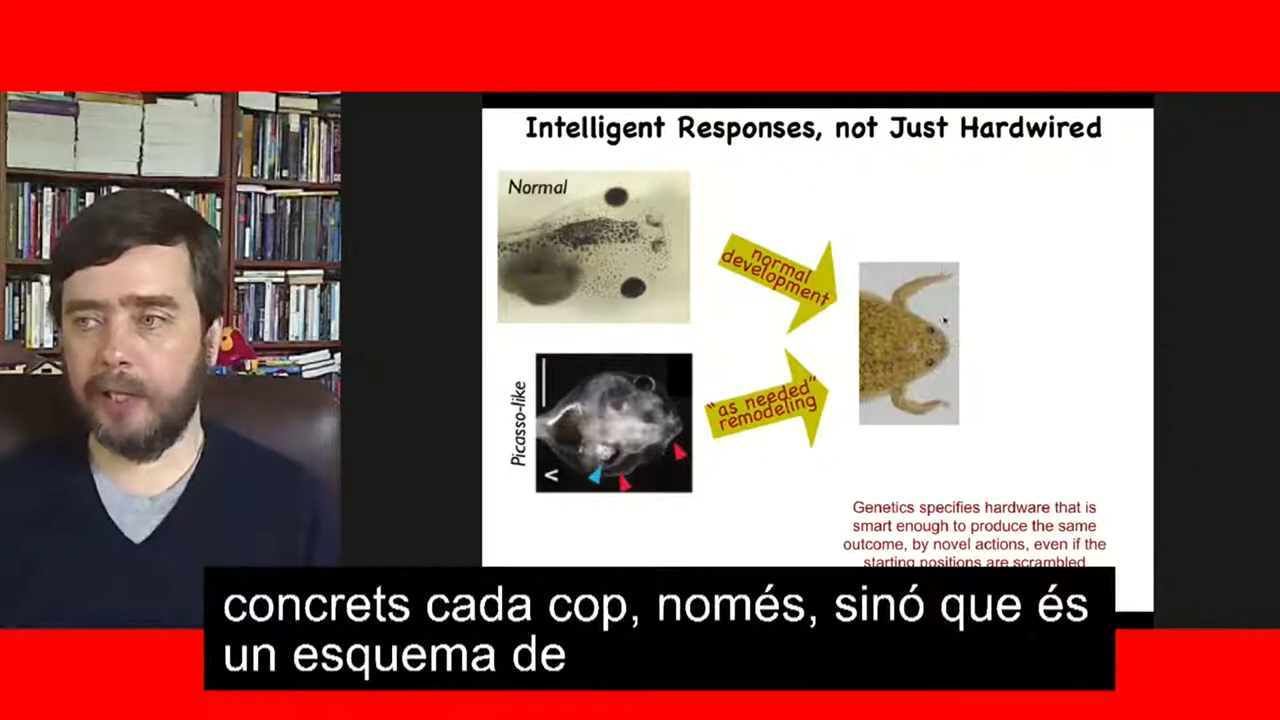 Intelligent Responses, not Just Hardwired
Normal
normal
development
Picasso-like
<
"as needed"
remodeling
Genetics specifies hardware that is
smart enough to produce the same
outcome, by novel actions, even if the
starting positions are scrambled
concrets cada cop, només, sinó que és
un esquema de